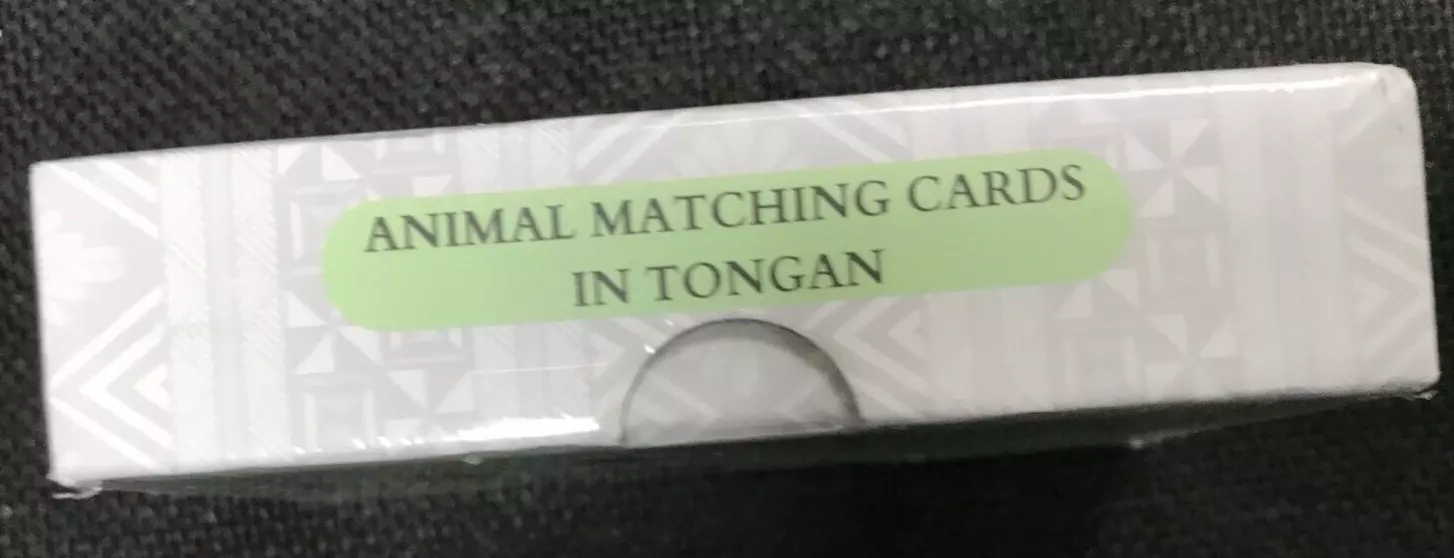 ANIMAL MATCHING CARDS
IN TONGAN